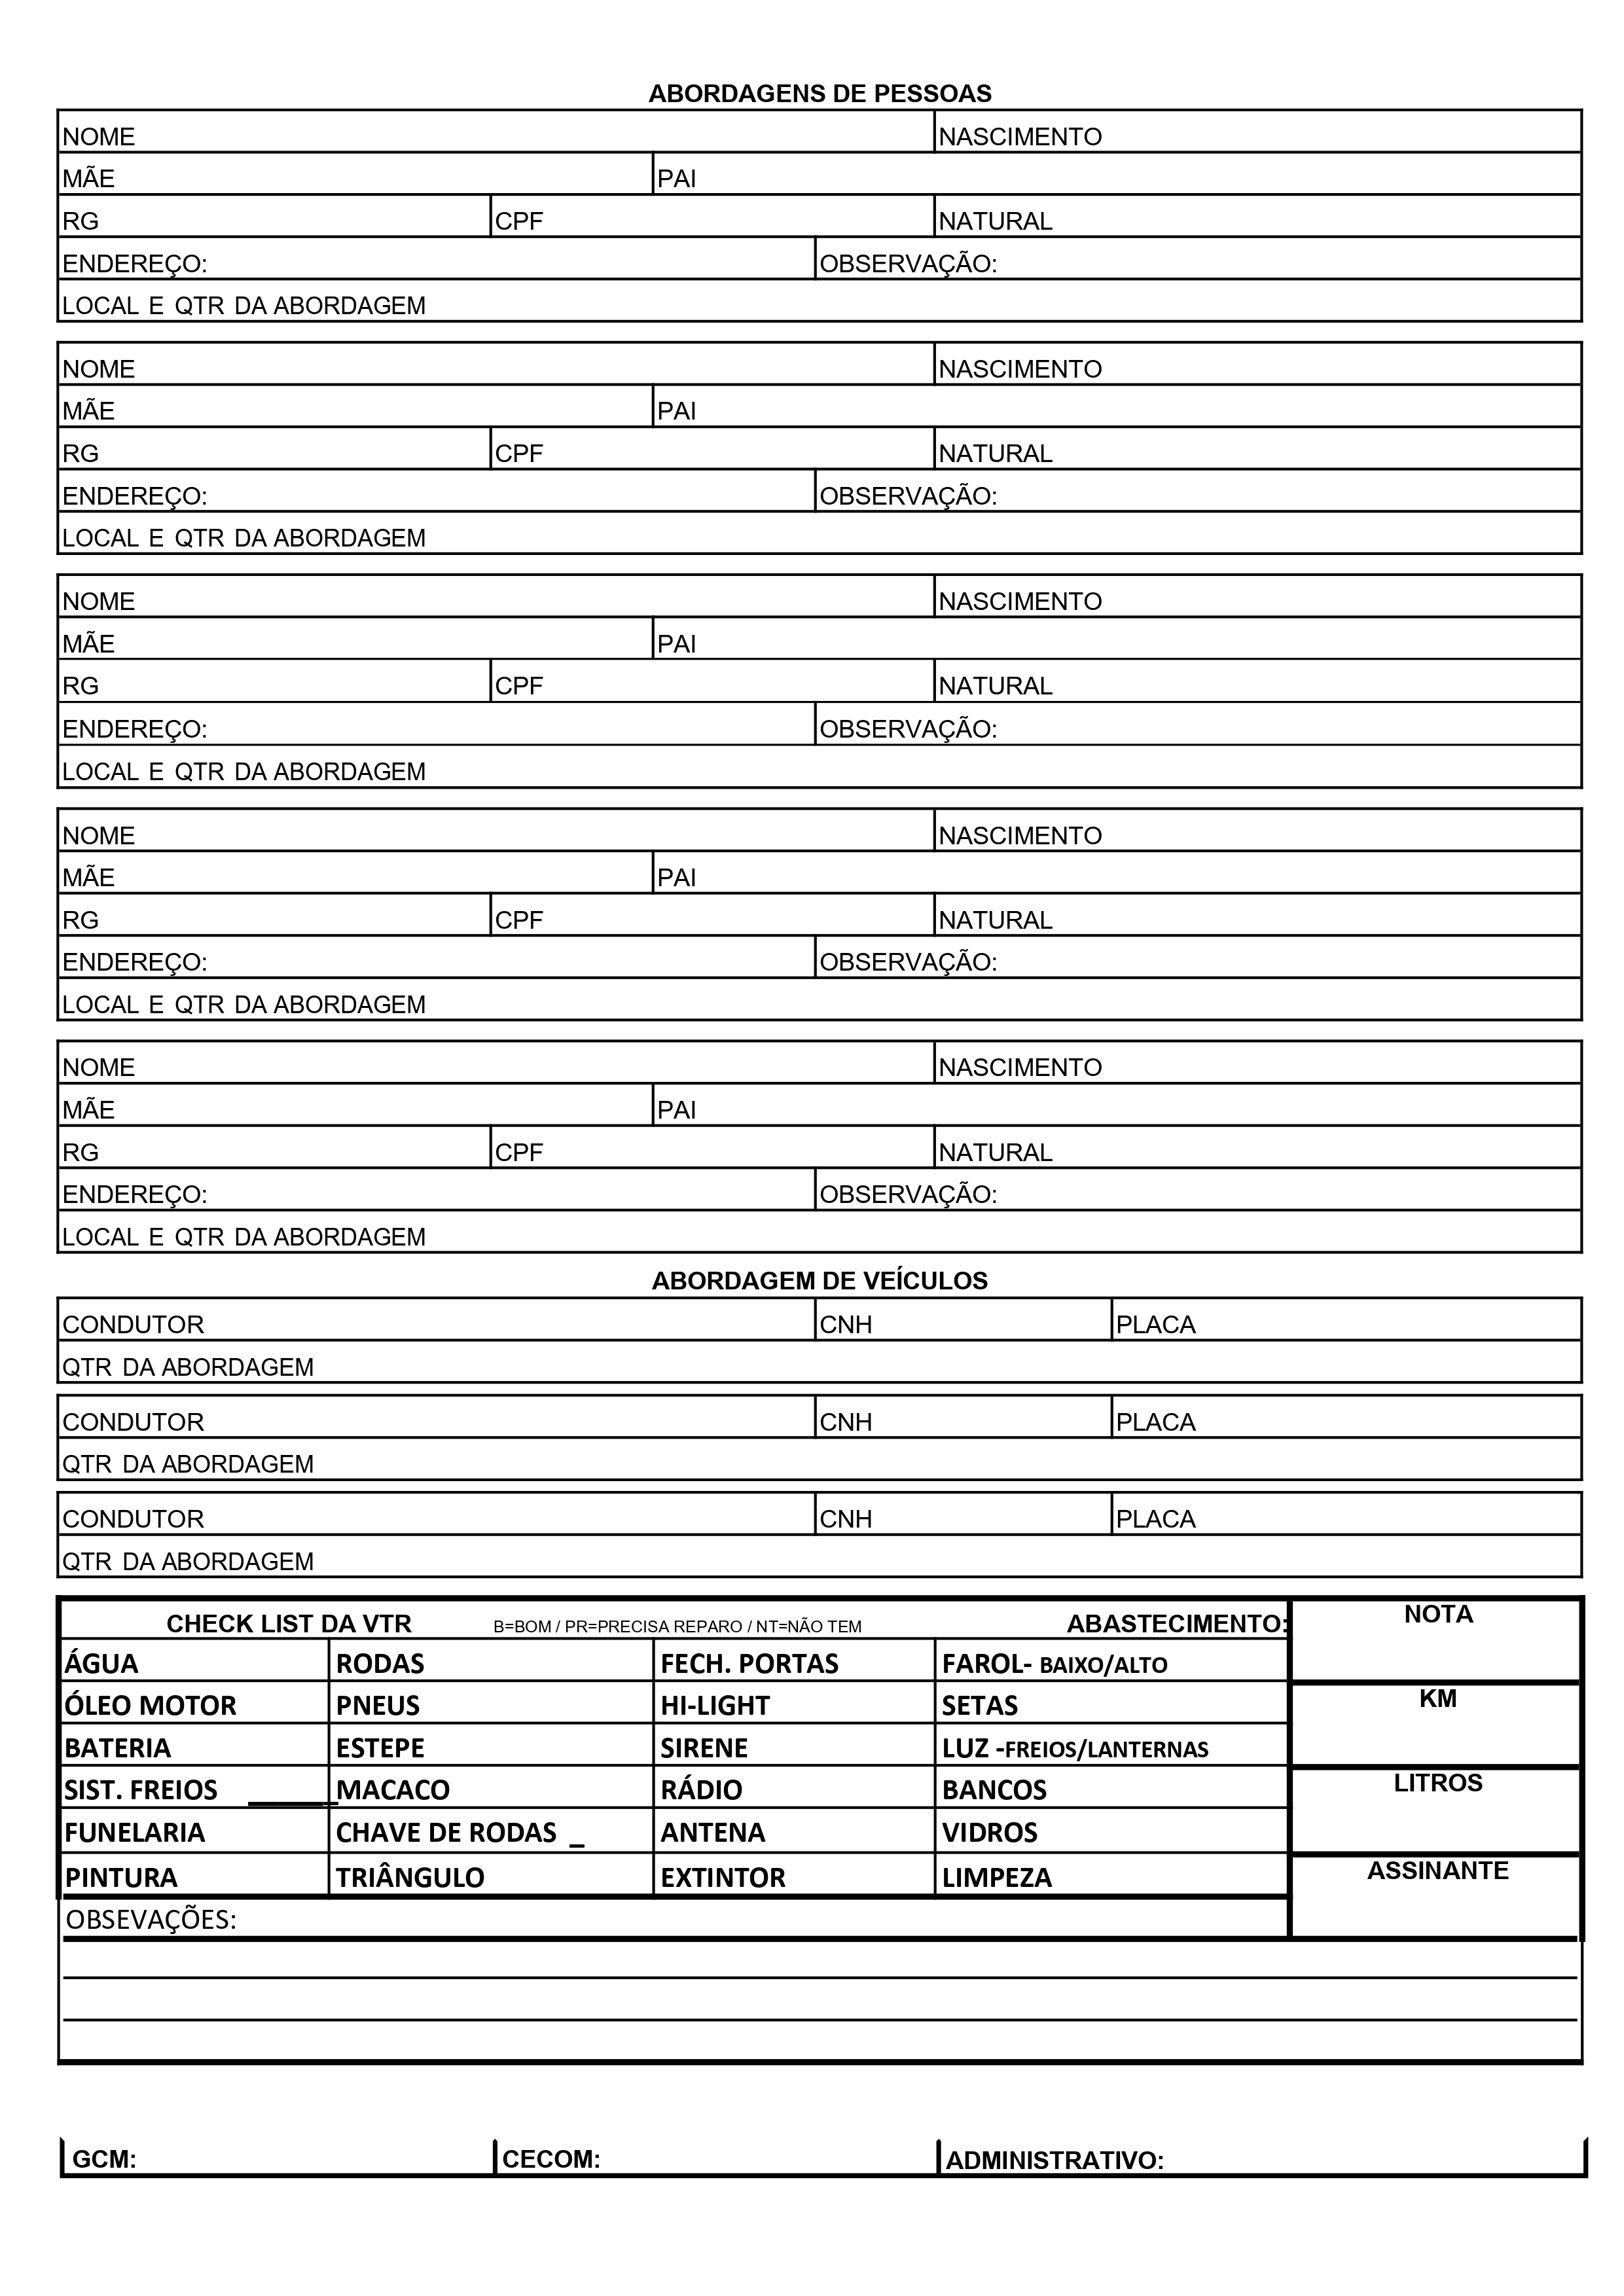 ABORDAGENS DE PESSOAS
NOME NASCIMENTO
MÃE PAI
RG CPF NATURAL
ENDEREÇO: OBSERVAÇÃO:
LOCAL E QTR DA ABORDAGEM
NOME NASCIMENTO
MÃE PAI
RG CPF NATURAL
ENDEREÇO: OBSERVAÇÃO:
LOCAL E QTR DA ABORDAGEM
NOME NASCIMENTO
MÃE PAI
RG CPF NATURAL
ENDEREÇO: OBSERVAÇÃO:
LOCAL E QTR DA ABORDAGEM
NOME NASCIMENTO
MÃE PAI
RG CPF NATURAL
ENDEREÇO: OBSERVAÇÃO:
LOCAL E QTR DA ABORDAGEM
NOME NASCIMENTO
MÃE PAI
RG CPF NATURAL
ENDEREÇO: OBSERVAÇÃO:
LOCAL E QTR DA ABORDAGEM
ABORDAGEM DE VEÍCULOS
CONDUTOR CNH PLACA
QTR DA ABORDAGEM
CONDUTOR CNH PLACA
QTR DA ABORDAGEM
CONDUTOR CNH PLACA
QTR DA ABORDAGEM
CHECK LIST DA VTR B=BOM / PR=PRECISA REPARO / NT=NÃO TEM ABASTECIMENTO: NOTA
ÁGUA RODAS FECH. PORTAS FAROL- BAIXO/ALTO
ÓLEO MOTOR PNEUS HI-LIGHT SETAS KM
BATERIA ESTEPE SIRENE LUZ -FREIOS/LANTERNAS
SIST. FREIOS ______ _MACACO RÁDIO BANCOS LITROS
FUNELARIA CHAVE DE RODAS _ ANTENA VIDROS
PINTURA TRIÂNGULO EXTINTOR LIMPEZA ASSINANTE
OBSEVAÇÕES:
GCM: CECOM: ADMINISTRATIVO: